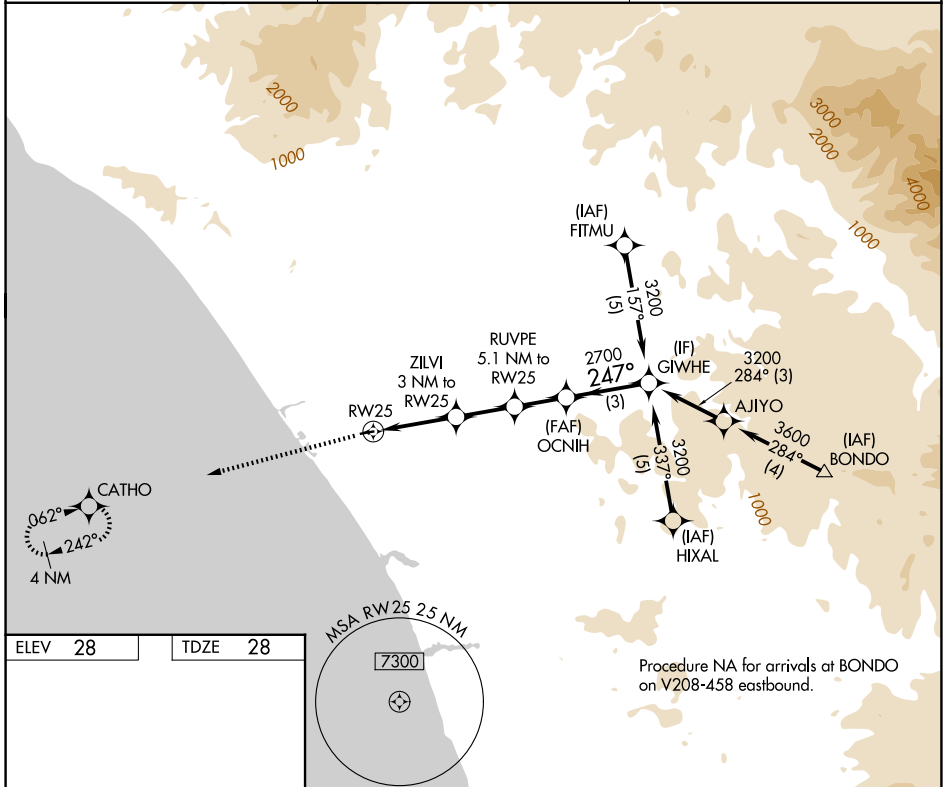 2000
1000
3000
2000
4000
1000
(IAF)
FITMU
3200
157°
(5)
RUVPE
5.1 NM to
RW25
ZILVI
3 NM to
RW25
2700
247°
(3)
(IF)
GIWHE
3200
284° (3)
AJIYO
RW25
(FAF)
OCNIH
3600
284°
(4)
(IAF)
BONDO
3200
337°
(5)
(IAF)
HIXAL
1000
CATHO
062°
242°
4 NM
MSA RW25 25 NM
7300
ELEV 28
TDZE 28
Procedure NA for arrivals at BONDO
on V208-458 eastbound.